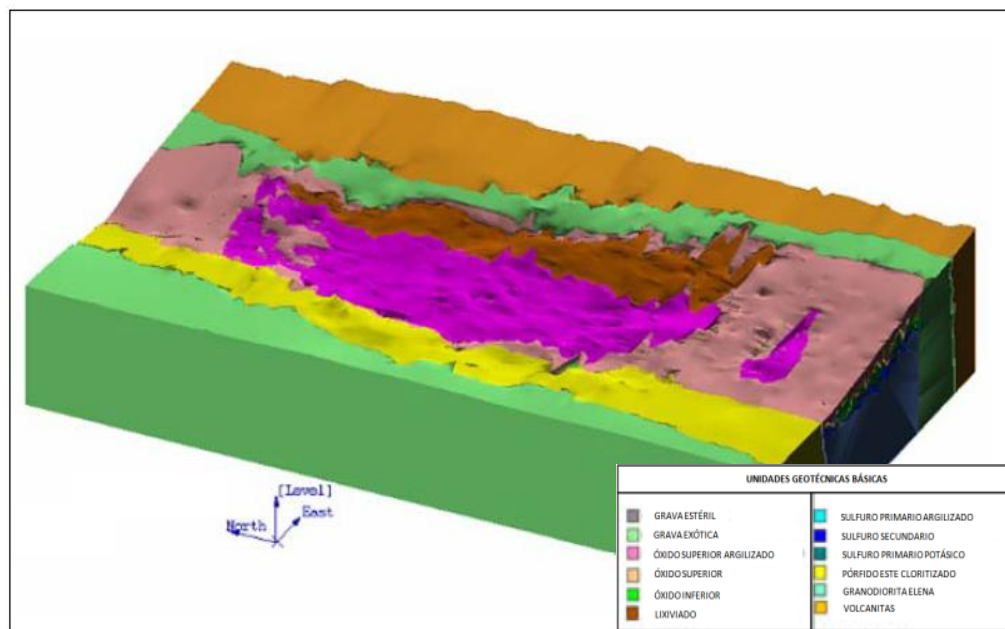 [Level]
East
North
UNIDADES GEOTÉCNICAS BÁSICAS
GRAVA ESTÉRIL
GRAVA EXÓTICA
ÓXIDO SUPERIOR ARGILIZADO
ÓXIDO SUPERIOR
ÓXIDO INFERIOR
LIXIVIADO
SULFURO PRIMARIO ARGILIZADO
SULFURO SECUNDARIO
SULFURO PRIMARIO POTÁSICO
PÓRFIDO ESTE CLORITIZADO
GRANODIORITA ELENA
VOLCANITAS